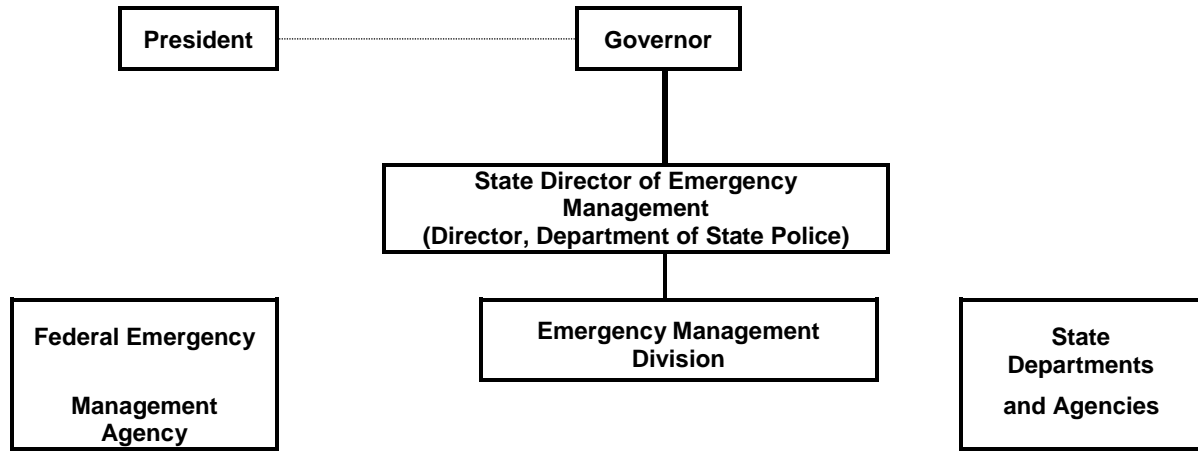 President
Governor
State Director of Emergency
Management
(Director, Department of State Police)
Federal Emergency
Management
Agency
Emergency Management
Division
State
Departments
and Agencies